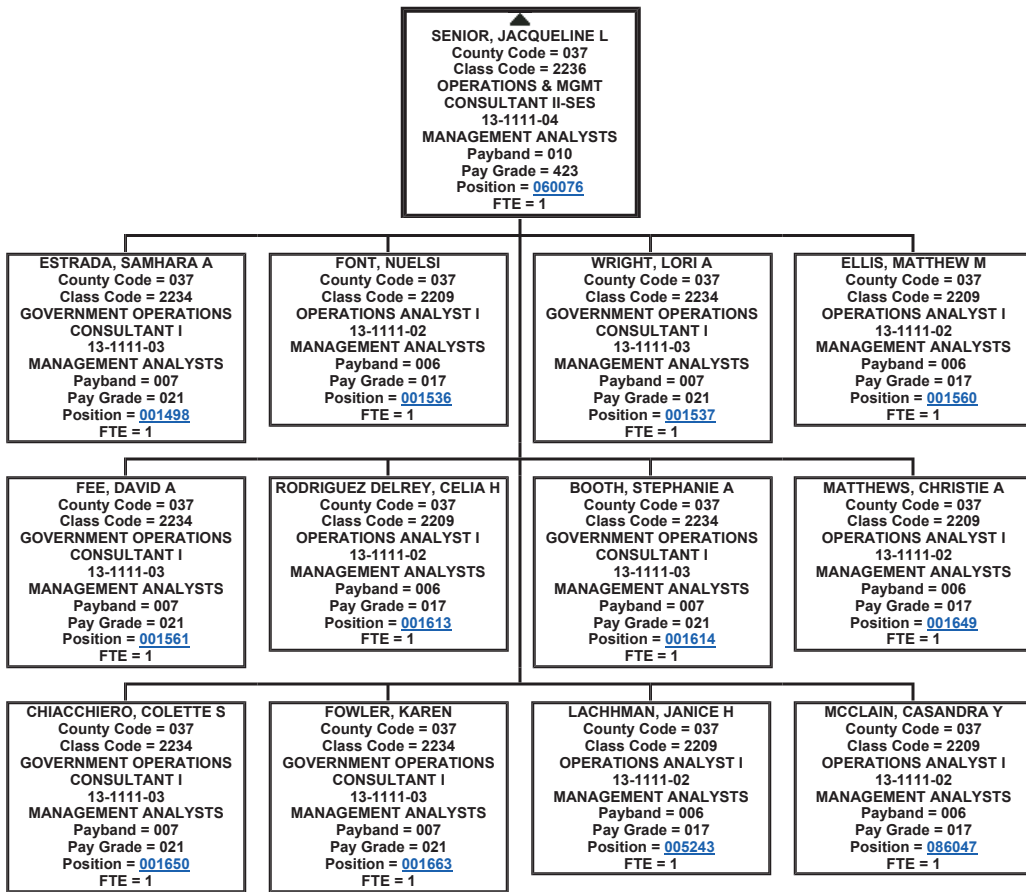 SENIOR, JACQUELINE L
County Code = 037
Class Code = 2236
OPERATIONS & MGMT
CONSULTANT II-SES
13-1111-04
MANAGEMENT ANALYSTS
Payband = 010
Pay Grade = 423
Position = 060076
FTE = 1
ESTRADA, SAMHARA A
County Code = 037
Class Code = 2234
GOVERNMENT OPERATIONS
CONSULTANT I
13-1111-03
MANAGEMENT ANALYSTS
Payband = 007
Pay Grade = 021
Position = 001498
FTE = 1
FONT, NUELSI
County Code = 037
Class Code = 2209
OPERATIONS ANALYST I
13-1111-02
MANAGEMENT ANALYSTS
Payband = 006
Pay Grade = 017
Position = 001536
FTE = 1
WRIGHT, LORI A
County Code = 037
Class Code = 2234
GOVERNMENT OPERATIONS
CONSULTANT I
13-1111-03
MANAGEMENT ANALYSTS
Payband = 007
Pay Grade = 021
Position = 001537
FTE = 1
ELLIS, MATTHEW M
County Code = 037
Class Code = 2209
OPERATIONS ANALYST I
13-1111-02
MANAGEMENT ANALYSTS
Payband = 006
Pay Grade = 017
Position = 001560
FTE = 1
FEE, DAVID A
County Code = 037
Class Code = 2234
GOVERNMENT OPERATIONS
CONSULTANT I
13-1111-03
MANAGEMENT ANALYSTS
Payband = 007
Pay Grade = 021
Position = 001561
FTE = 1
RODRIGUEZ DELREY, CELIA H
County Code = 037
Class Code = 2209
OPERATIONS ANALYST I
13-1111-02
MANAGEMENT ANALYSTS
Payband = 006
Pay Grade = 017
Position = 001613
FTE = 1
BOOTH, STEPHANIE A
County Code = 037
Class Code = 2234
GOVERNMENT OPERATIONS
CONSULTANT I
13-1111-03
MANAGEMENT ANALYSTS
Payband = 007
Pay Grade = 021
Position = 001614
FTE = 1
MATTHEWS, CHRISTIE A
County Code = 037
Class Code = 2209
OPERATIONS ANALYST I
13-1111-02
MANAGEMENT ANALYSTS
Payband = 006
Pay Grade = 017
Position = 001649
FTE = 1
CHIACCHIERO, COLETTE S
County Code = 037
Class Code = 2234
GOVERNMENT OPERATIONS
CONSULTANT I
13-1111-03
MANAGEMENT ANALYSTS
Payband = 007
Pay Grade = 021
Position = 001650
FTE = 1
FOWLER, KAREN
County Code = 037
Class Code = 2234
GOVERNMENT OPERATIONS
CONSULTANT I
13-1111-03
MANAGEMENT ANALYSTS
Payband = 007
Pay Grade = 021
Position = 001663
FTE = 1
LACHHMAN, JANICE H
County Code = 037
Class Code = 2209
OPERATIONS ANALYST I
13-1111-02
MANAGEMENT ANALYSTS
Payband = 006
Pay Grade = 017
Position = 005243
FTE = 1
MCCLAIN, CASANDRA Y
County Code = 037
Class Code = 2209
OPERATIONS ANALYST I
13-1111-02
MANAGEMENT ANALYSTS
Payband = 006
Pay Grade = 017
Position = 086047
FTE = 1